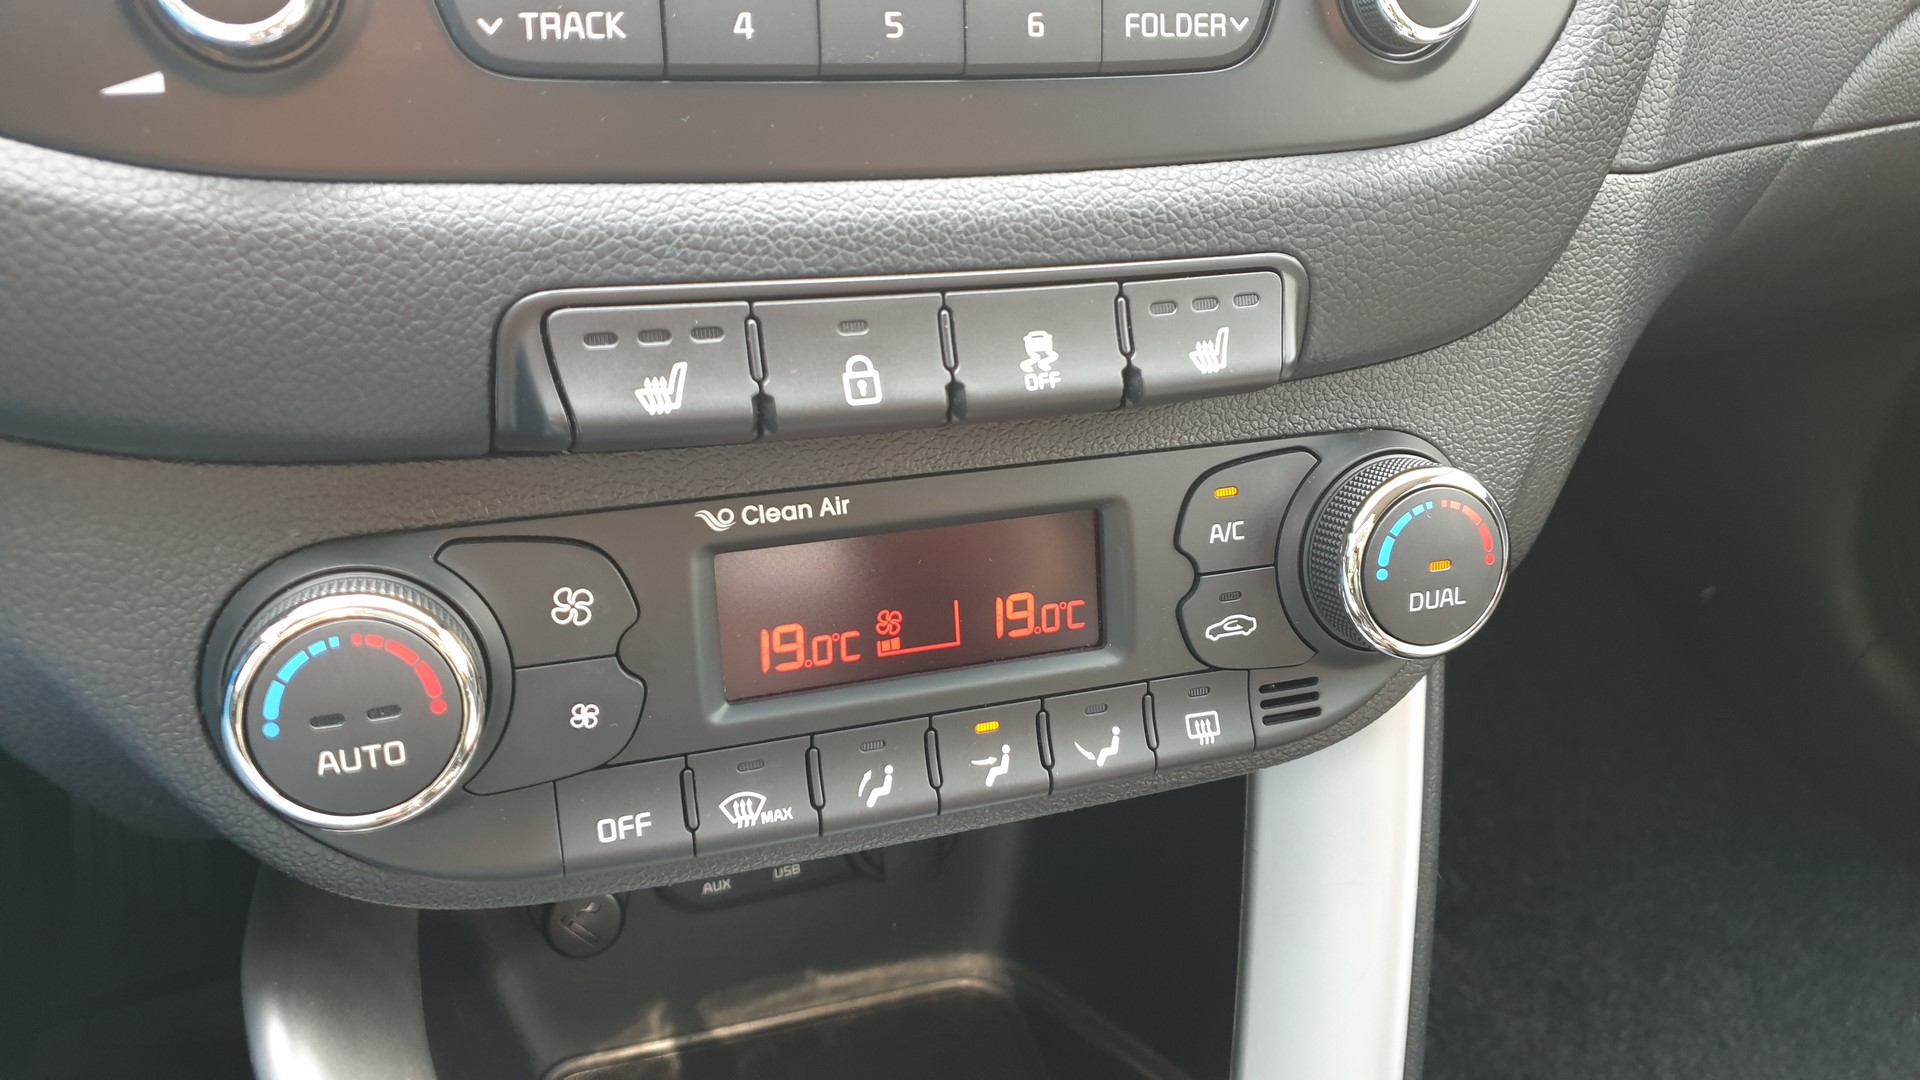 TRACK 4 5 6 FOLDER
OFF
Clean Air
A/C
19.0°C 19.0°C
DUAL
AUTO
OFF MAX
AUX USB